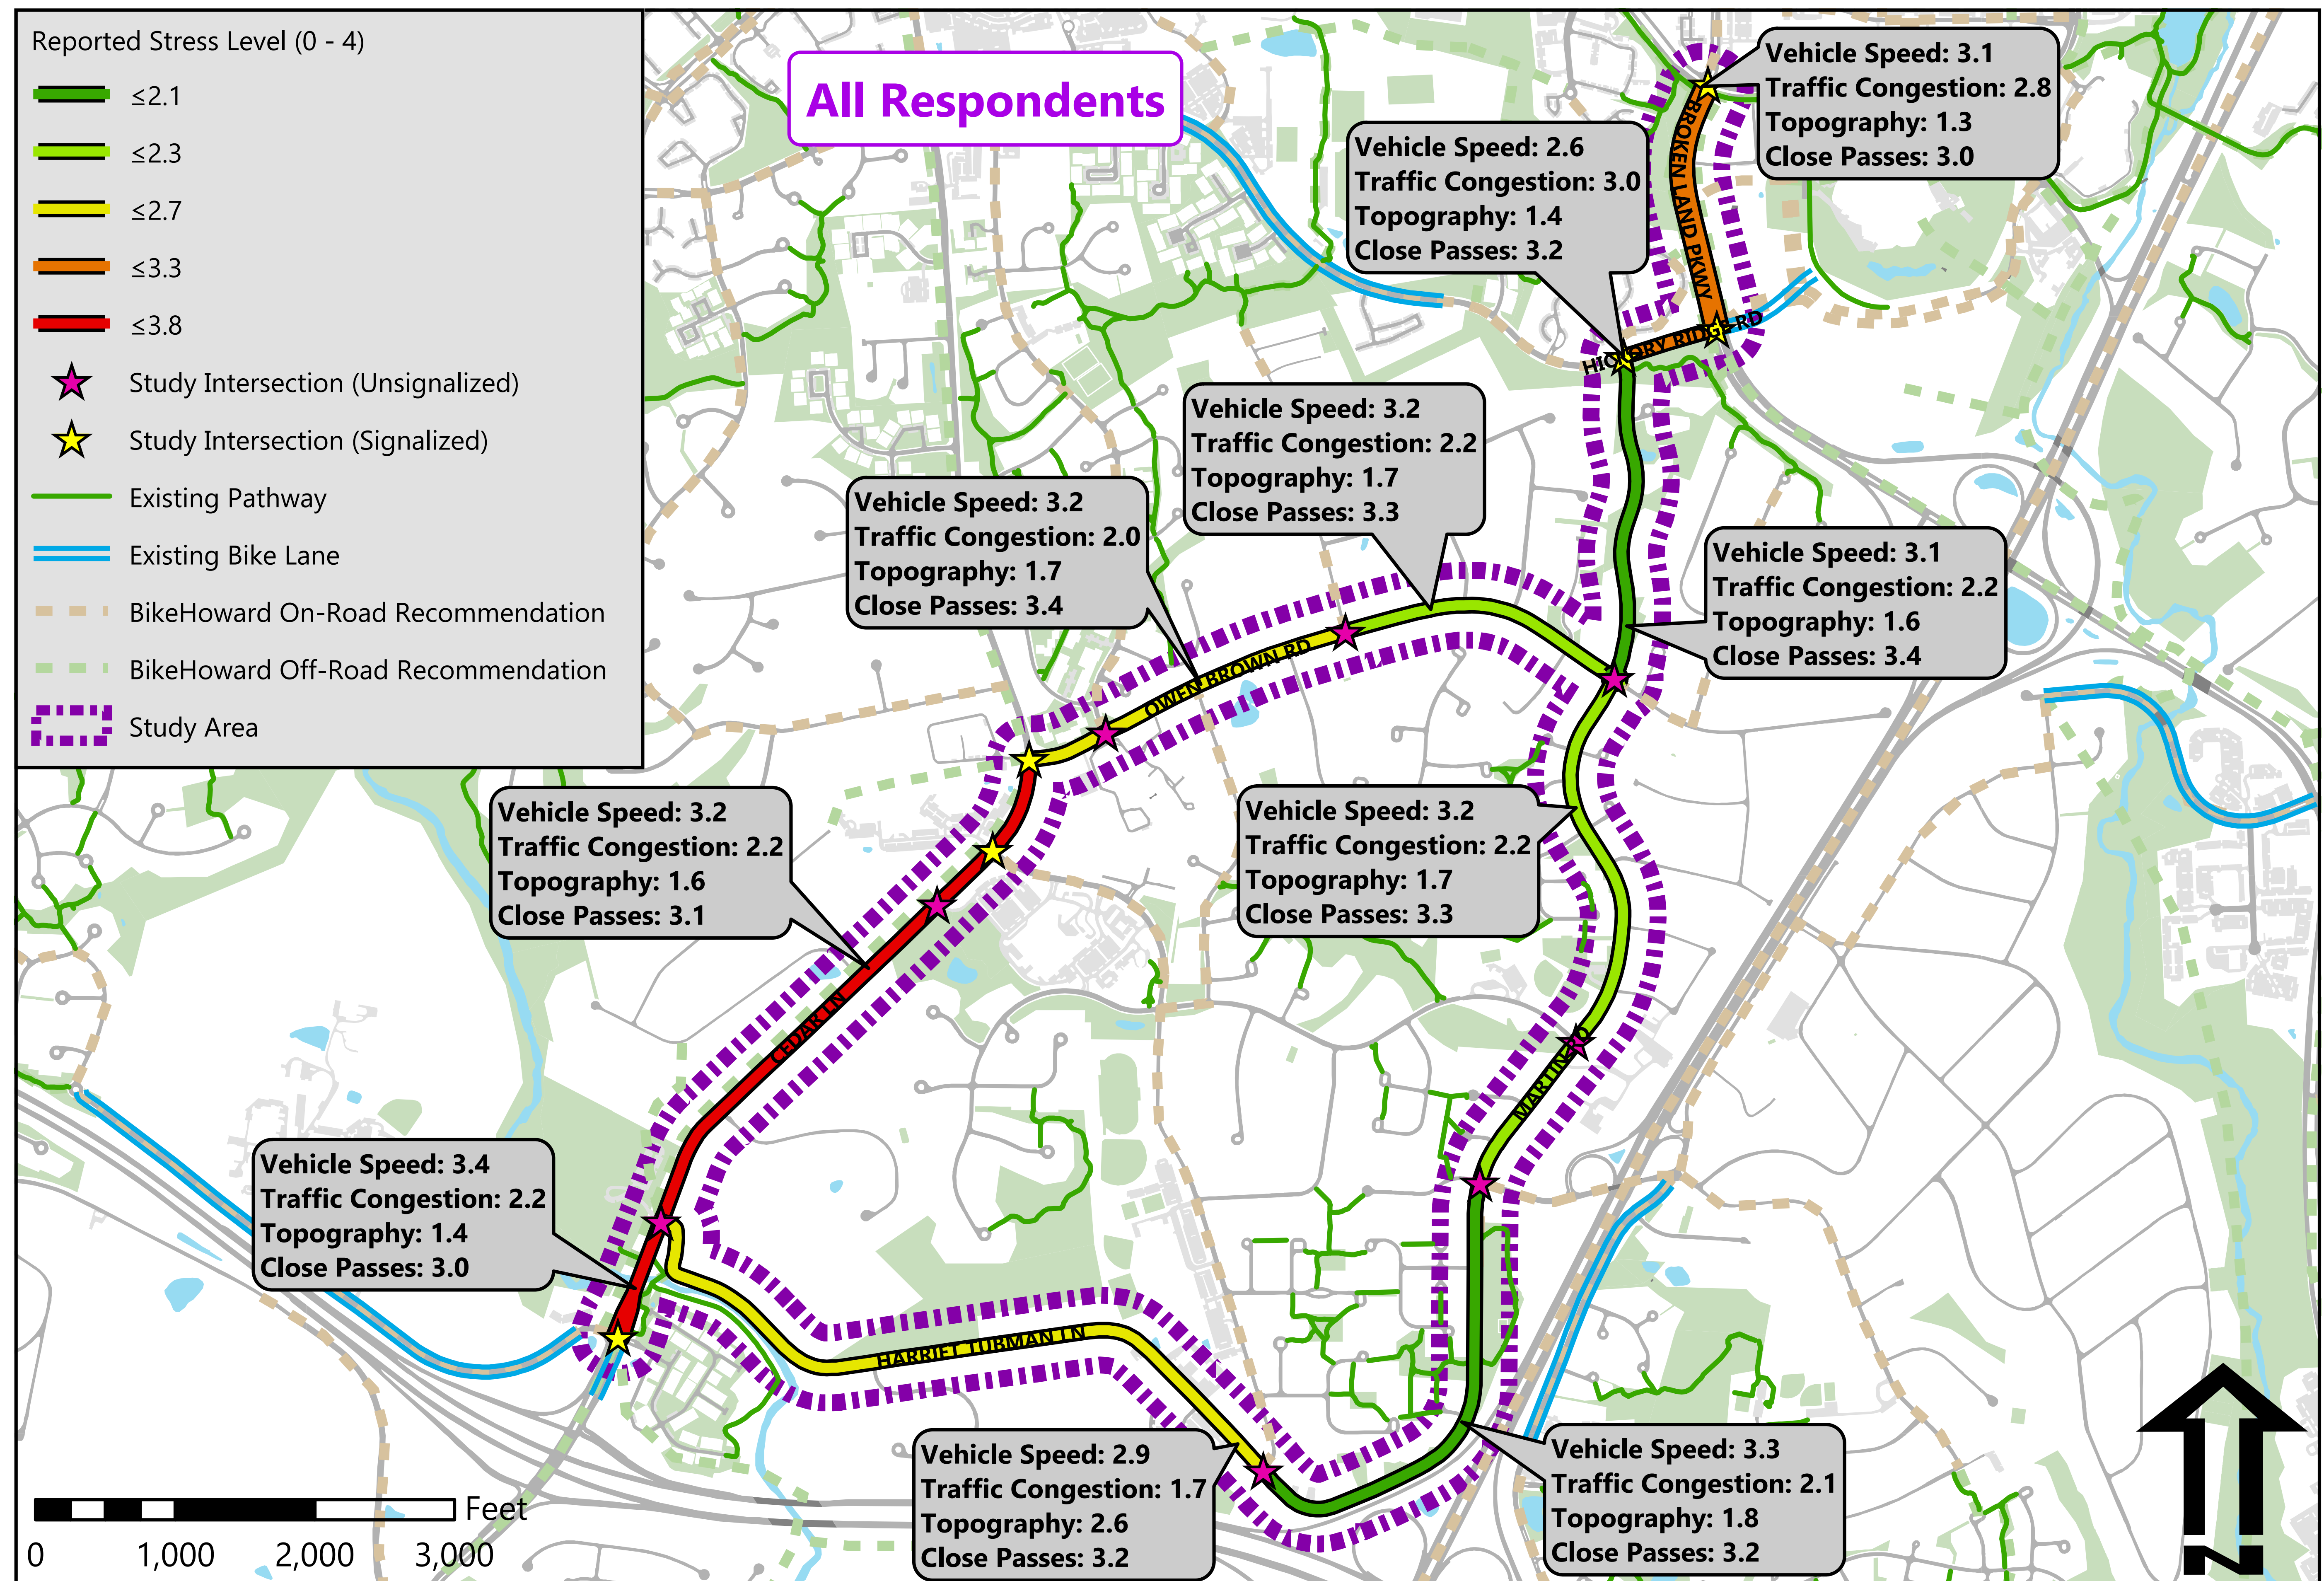 Reported Stress Level (0 - 4)
≤2.1
≤2.3
≤2.7
≤3.3
≤3.8
Study Intersection (Unsignalized)
Study Intersection (Signalized)
Existing Pathway
Existing Bike Lane
BikeHoward On-Road Recommendation
BikeHoward Off-Road Recommendation
Study Area
All Respondents
Vehicle Speed: 3.1
Traffic Congestion: 2.8
Topography: 1.3
Close Passes: 3.0
Vehicle Speed: 2.6
Traffic Congestion: 3.0
Topography: 1.4
Close Passes: 3.2
BROKEN LAND PKWY
HICKORY RIDGE RD
Vehicle Speed: 3.2
Traffic Congestion: 2.2
Topography: 1.7
Close Passes: 3.3
Vehicle Speed: 3.2
Traffic Congestion: 2.0
Topography: 1.7
Close Passes: 3.4
Vehicle Speed: 3.1
Traffic Congestion: 2.2
Topography: 1.6
Close Passes: 3.4
OWEN BROWN RD
Vehicle Speed: 3.2
Traffic Congestion: 2.2
Topography: 1.6
Close Passes: 3.1
Vehicle Speed: 3.2
Traffic Congestion: 2.2
Topography: 1.7
Close Passes: 3.3
CEDAR LN
MARTIN RD
Vehicle Speed: 3.4
Traffic Congestion: 2.2
Topography: 1.4
Close Passes: 3.0
HARRIET TUBMAN LN
Vehicle Speed: 2.9
Traffic Congestion: 1.7
Topography: 2.6
Close Passes: 3.2
Vehicle Speed: 3.3
Traffic Congestion: 2.1
Topography: 1.8
Close Passes: 3.2
Feet
0 1,000 2,000 3,000
N